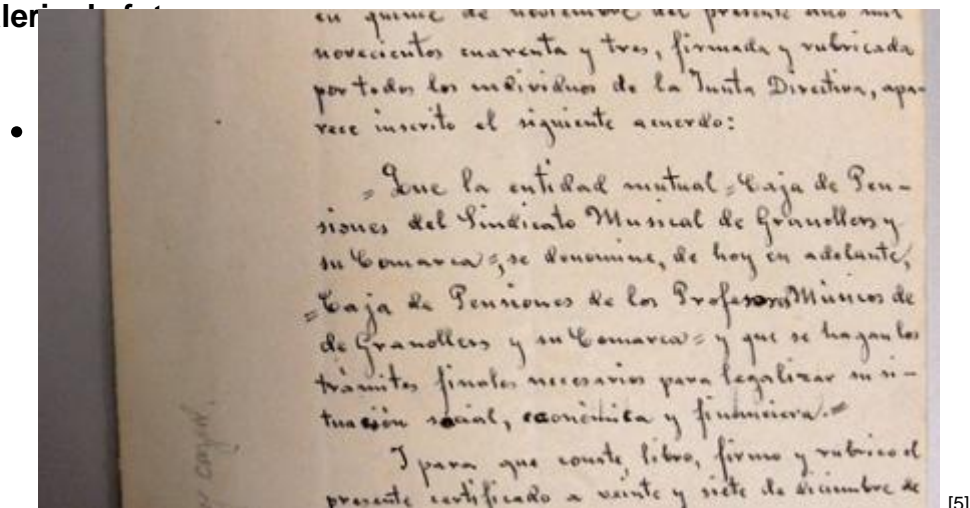 en quince de noviembre del presente año mil
novecientos cuarenta y tres, firmada y rubricada
por todos los individuos de la Junta Directiva, apa-
rece inscrito el siguiente acuerdo:
"Que la entidad mutual "Caja de Pen-
siones del Sindicato Musical de Granollers y
su Comarca", se denomine, de hoy en adelante,
"Caja de Pensiones de los Profesores Músicos de
de Granollers y su Comarca" y que se hagan los
trámites finales necesarios para legalizar su si-
tuación social, económica y financiera."
I para que conste, libro, firmo y rubrico el
presente certificado a veinte y siete de diciembre de
[5]